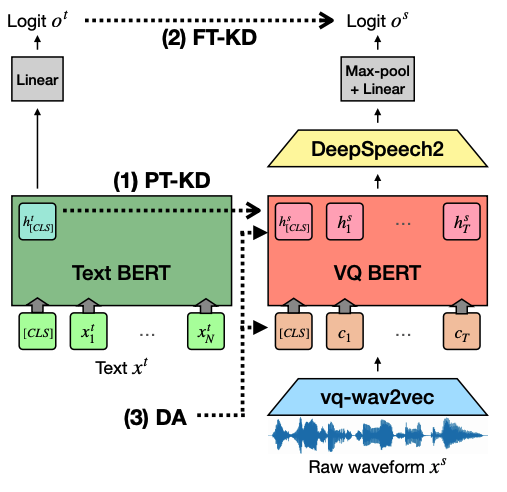 Logit o^t
Logit o^s
(2) FT-KD
Linear
Max-pool
+ Linear
DeepSpeech2
(1) PT-KD
h^t_[CLS]
h^s_[CLS]
h^s_1
...
h^s_T
Text BERT
VQ BERT
[CLS]
x^t_1
...
x^t_N
[CLS]
c_1
...
c_T
Text x^t
vq-wav2vec
(3) DA
Raw waveform x^s